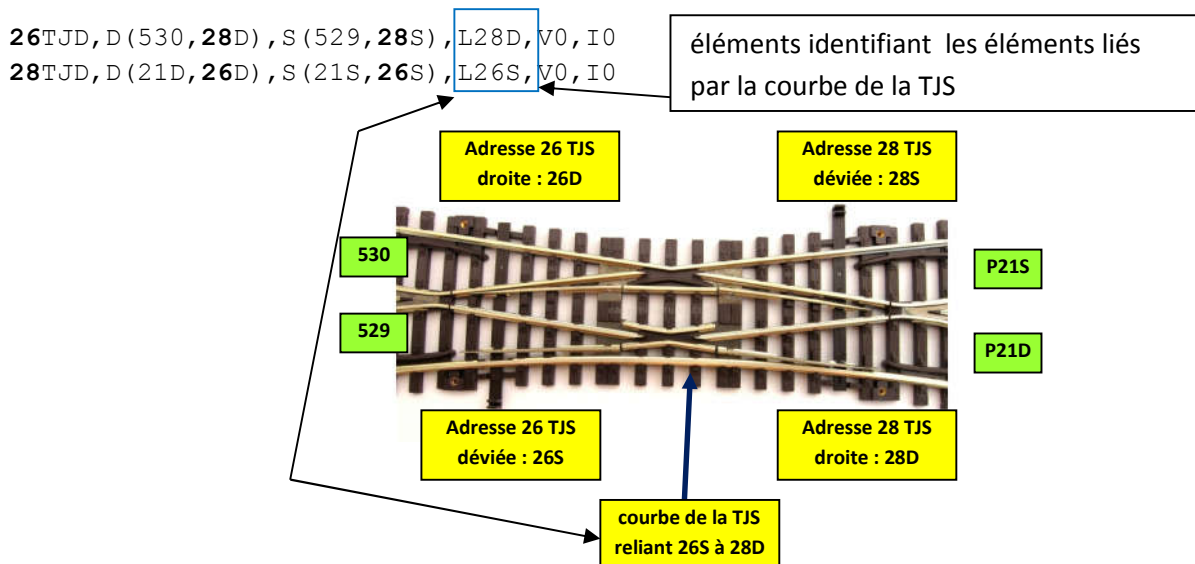 26TJD,D(530,28D),S(529,28S),L28D,V0,I0
28TJD,D(21D,26D),S(21S,26S),L26S,V0,I0
éléments identifiant les éléments liés
par la courbe de la TJS
Adresse 26 TJS
droite : 26D
Adresse 28 TJS
déviée : 28S
530
P21S
529
P21D
Adresse 26 TJS
déviée : 26S
Adresse 28 TJS
droite : 28D
courbe de la TJS
reliant 26S à 28D